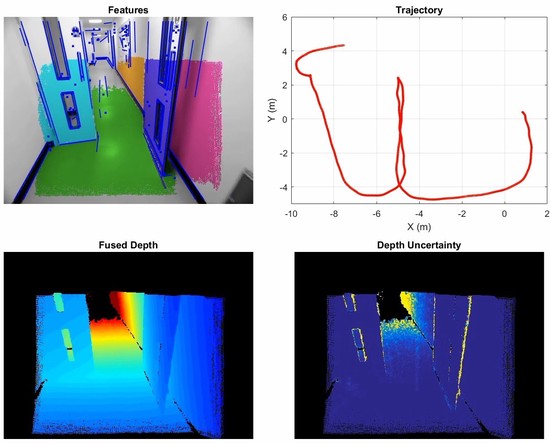 Features
Trajectory
6
4
2
0
-2
-4
Y (m)
-10 -8 -6 -4 -2 0 2
X (m)
Fused Depth
Depth Uncertainty